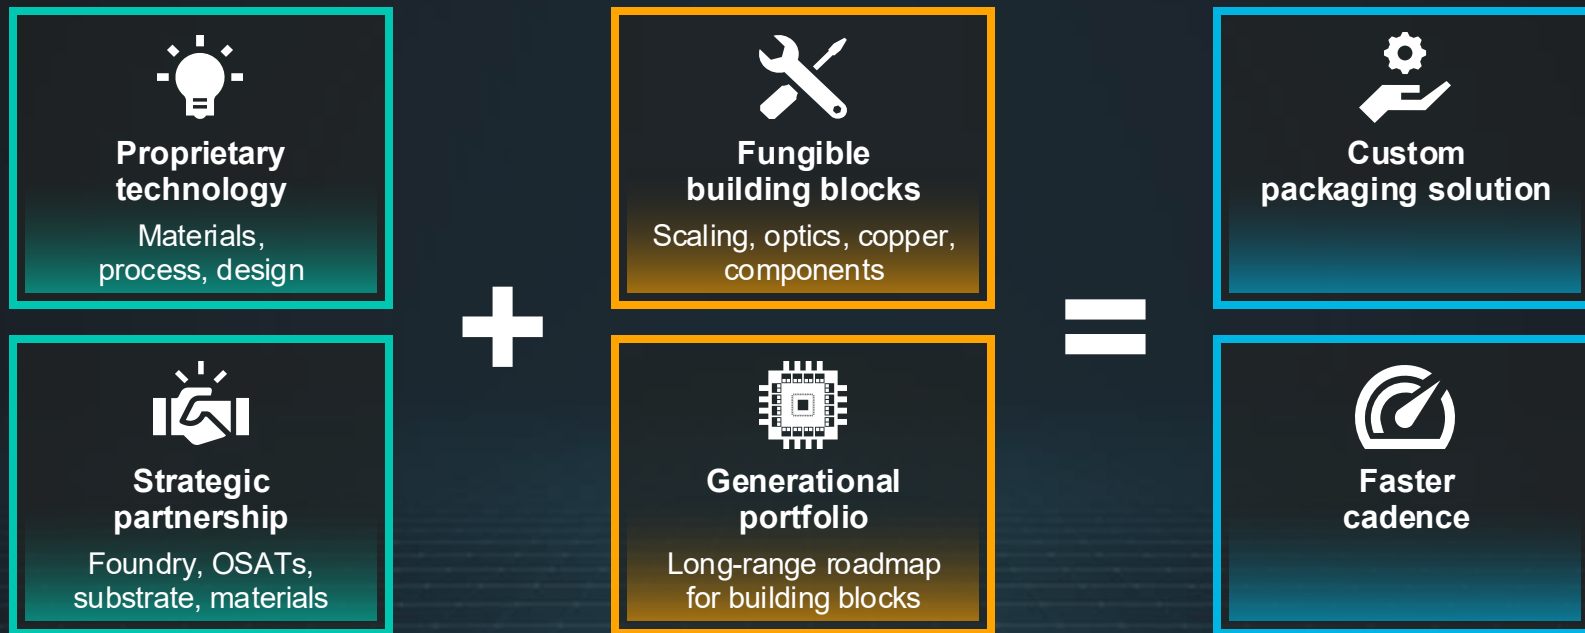 Proprietary
technology
Materials,
process, design
Strategic
partnership
Foundry, OSATs,
substrate, materials
+
Fungible
building blocks
Scaling, optics, copper,
components
Generational
portfolio
Long-range roadmap
for building blocks
=
Custom
packaging solution
Faster
cadence